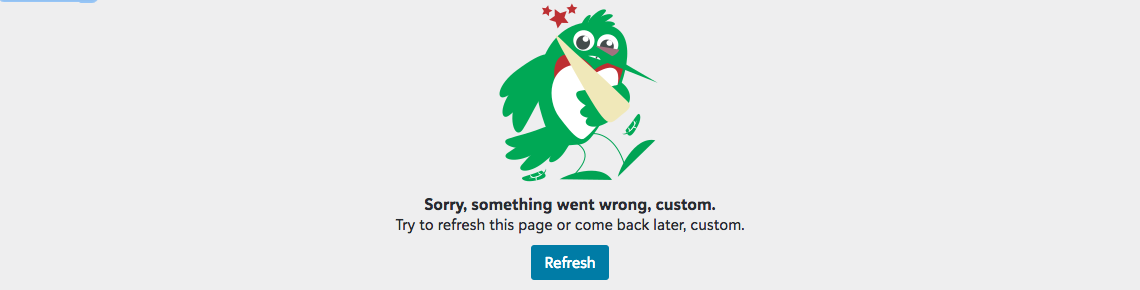 Sorry, something went wrong, custom.
Try to refresh this page or come back later, custom.
Refresh